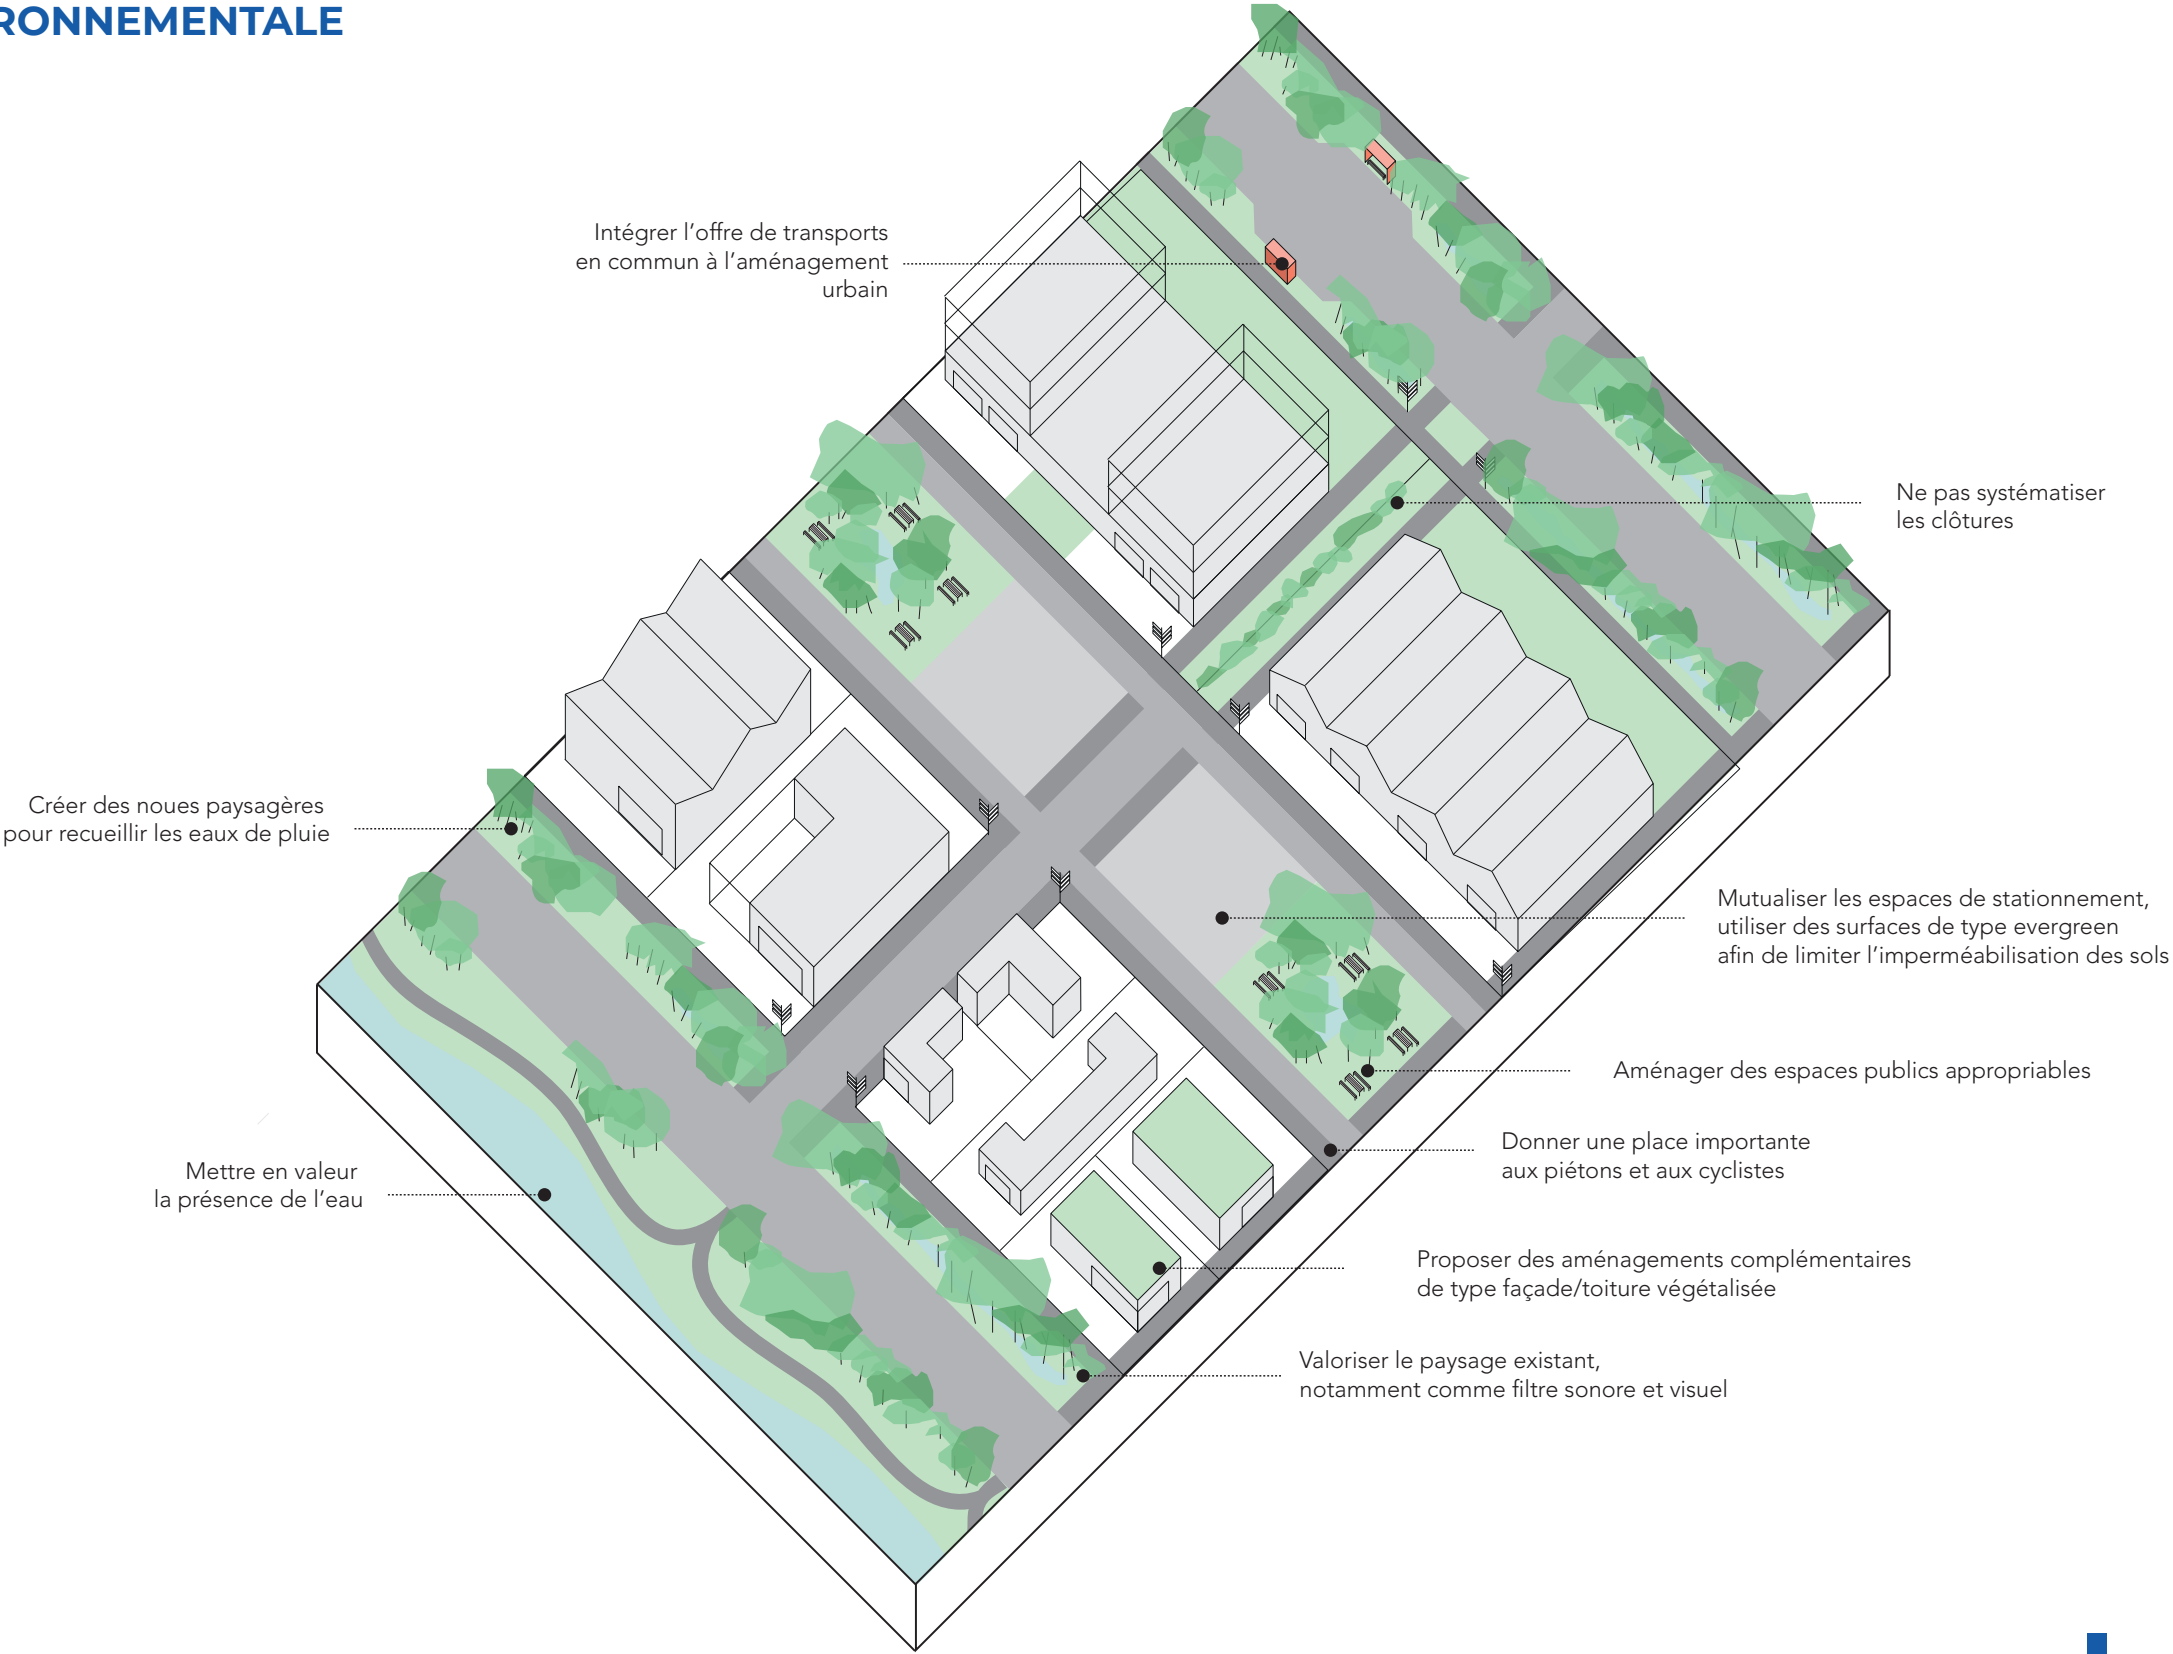 RONNEMENTALE
Intégrer l'offre de transports
en commun à l'aménagement
urbain
Ne pas systématiser
les clôtures
Créer des noues paysagères
pour recueillir les eaux de pluie
Mutualiser les espaces de stationnement,
utiliser des surfaces de type evergreen
afin de limiter l'imperméabilisation des sols
Aménager des espaces publics appropriables
Donner une place importante
aux piétons et aux cyclistes
Mettre en valeur
la présence de l'eau
Proposer des aménagements complémentaires
de type façade/toiture végétalisée
Valoriser le paysage existant,
notamment comme filtre sonore et visuel